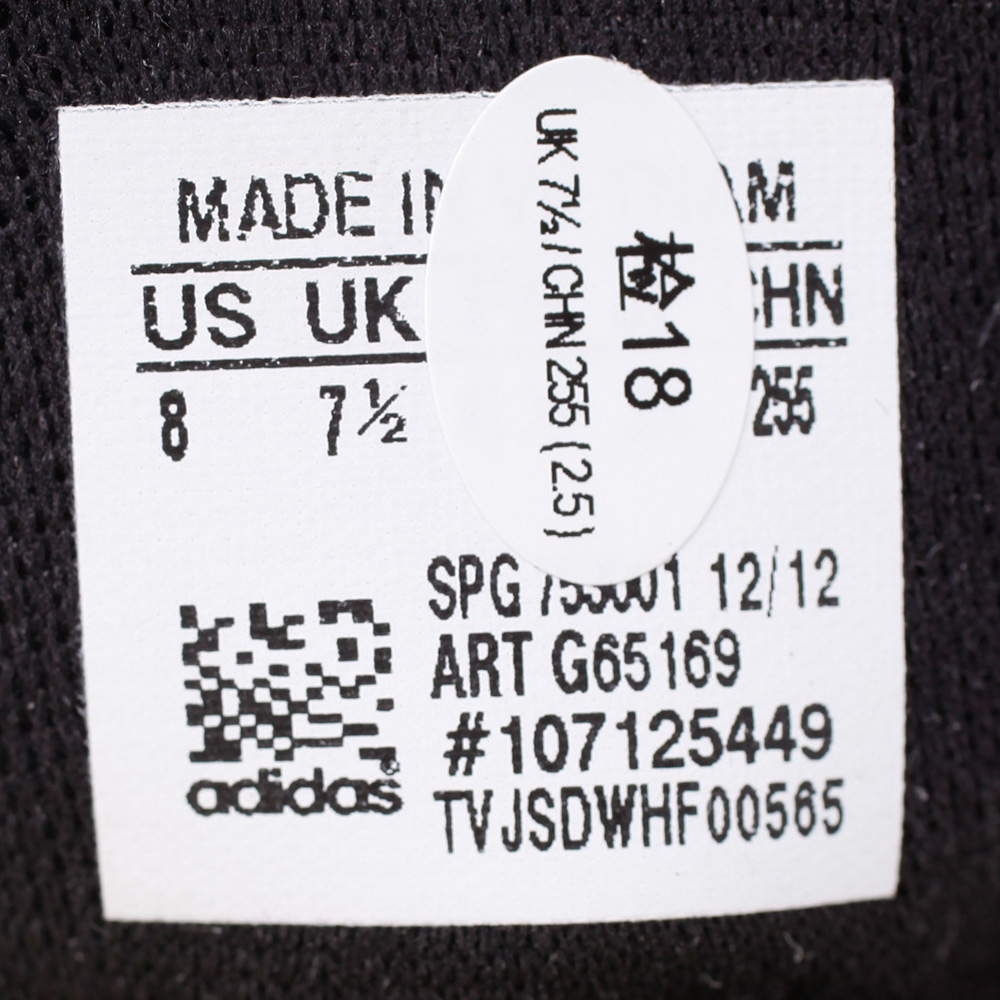 MADE IN
US UK CHN
8 7½ 255
UK 7½ / CHN 255 ( 2.5 )
检18
SPG 12/12
ART G65169
#107125449
TVJSDWHF00565
adidas®